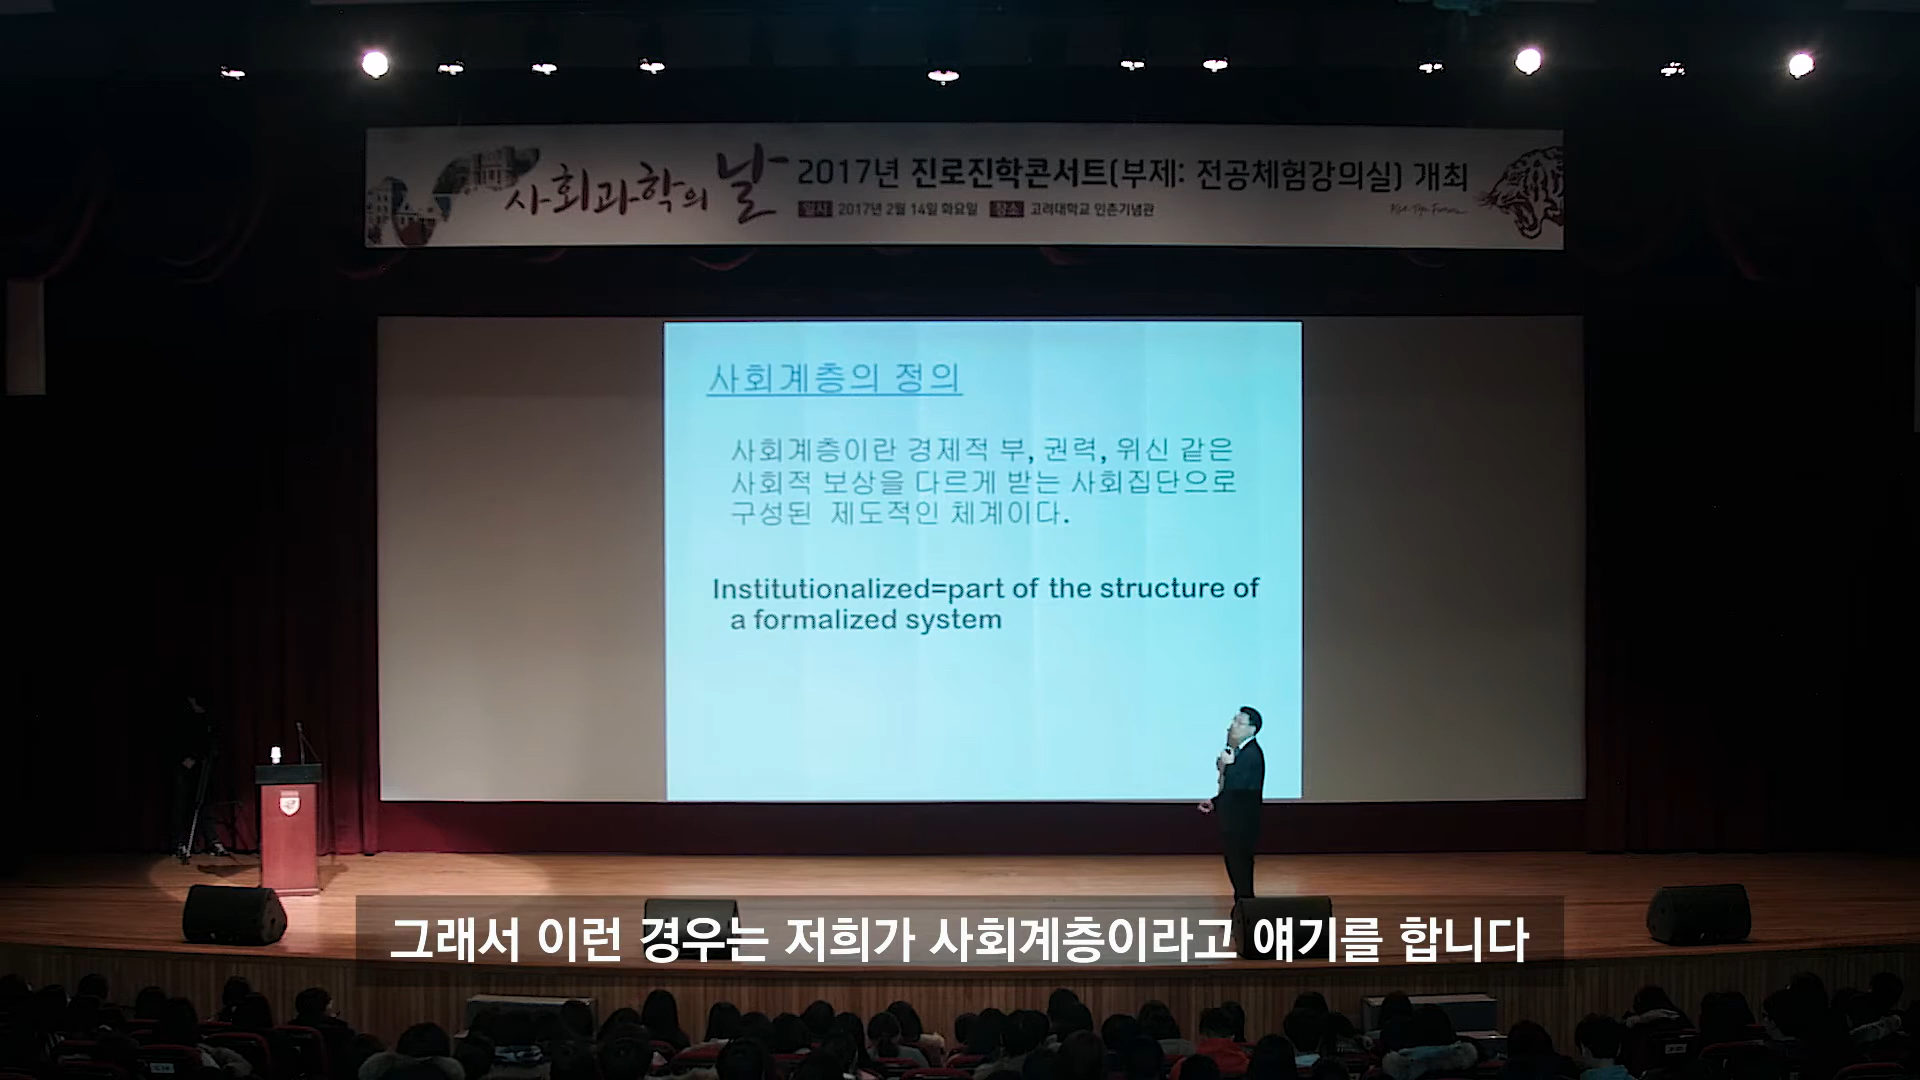 사회과학의 날 2017년 진로진학콘서트(부제: 전공체험강의실) 개최
일시 2017년 2월 14일 화요일 장소 고려대학교 인촌기념관
사회계층의 정의
사회계층이란 경제적 부, 권력, 위신 같은
사회적 보상을 다르게 받는 사회집단으로
구성된 제도적인 체계이다.
Institutionalized=part of the structure of
a formalized system
그래서 이런 경우는 저희가 사회계층이라고 얘기를 합니다